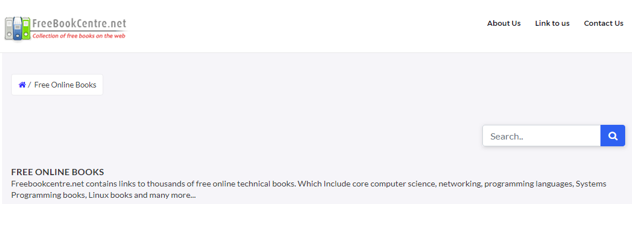 FreeBookCentre.net
Collection of free books on the web
About Us Link to us Contact Us
/ Free Online Books
Search..
FREE ONLINE BOOKS
Freebookcentre.net contains links to thousands of free online technical books. Which Include core computer science, networking, programming languages, Systems
Programming books, Linux books and many more...